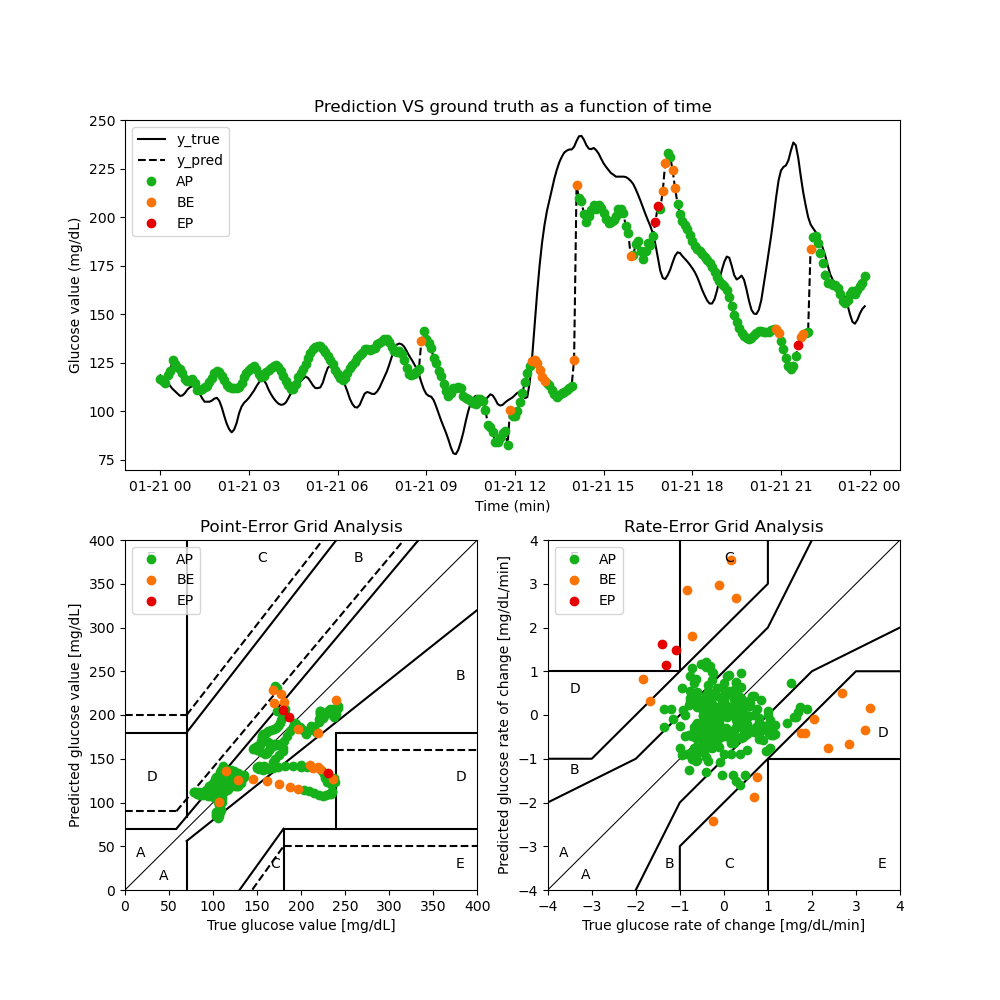 Prediction VS ground truth as a function of time
Glucose value (mg/dL)
250
225
200
175
150
125
100
75
y_true
y_pred
AP
BE
EP
01-21 00
01-21 03
01-21 06
01-21 09
01-21 12
01-21 15
01-21 18
01-21 21
01-22 00
Time (min)
Point-Error Grid Analysis
Predicted glucose value [mg/dL]
400
350
300
250
200
150
100
50
0
AP
BE
EP
C
B
B
D
D
A
A
C
E
0
50
100
150
200
250
300
350
400
True glucose value [mg/dL]
Rate-Error Grid Analysis
Predicted glucose rate of change [mg/dL/min]
4
3
2
1
0
−1
−2
−3
−4
AP
BE
EP
C
D
D
B
A
A
B
C
E
−4
−3
−2
−1
0
1
2
3
4
True glucose rate of change [mg/dL/min]